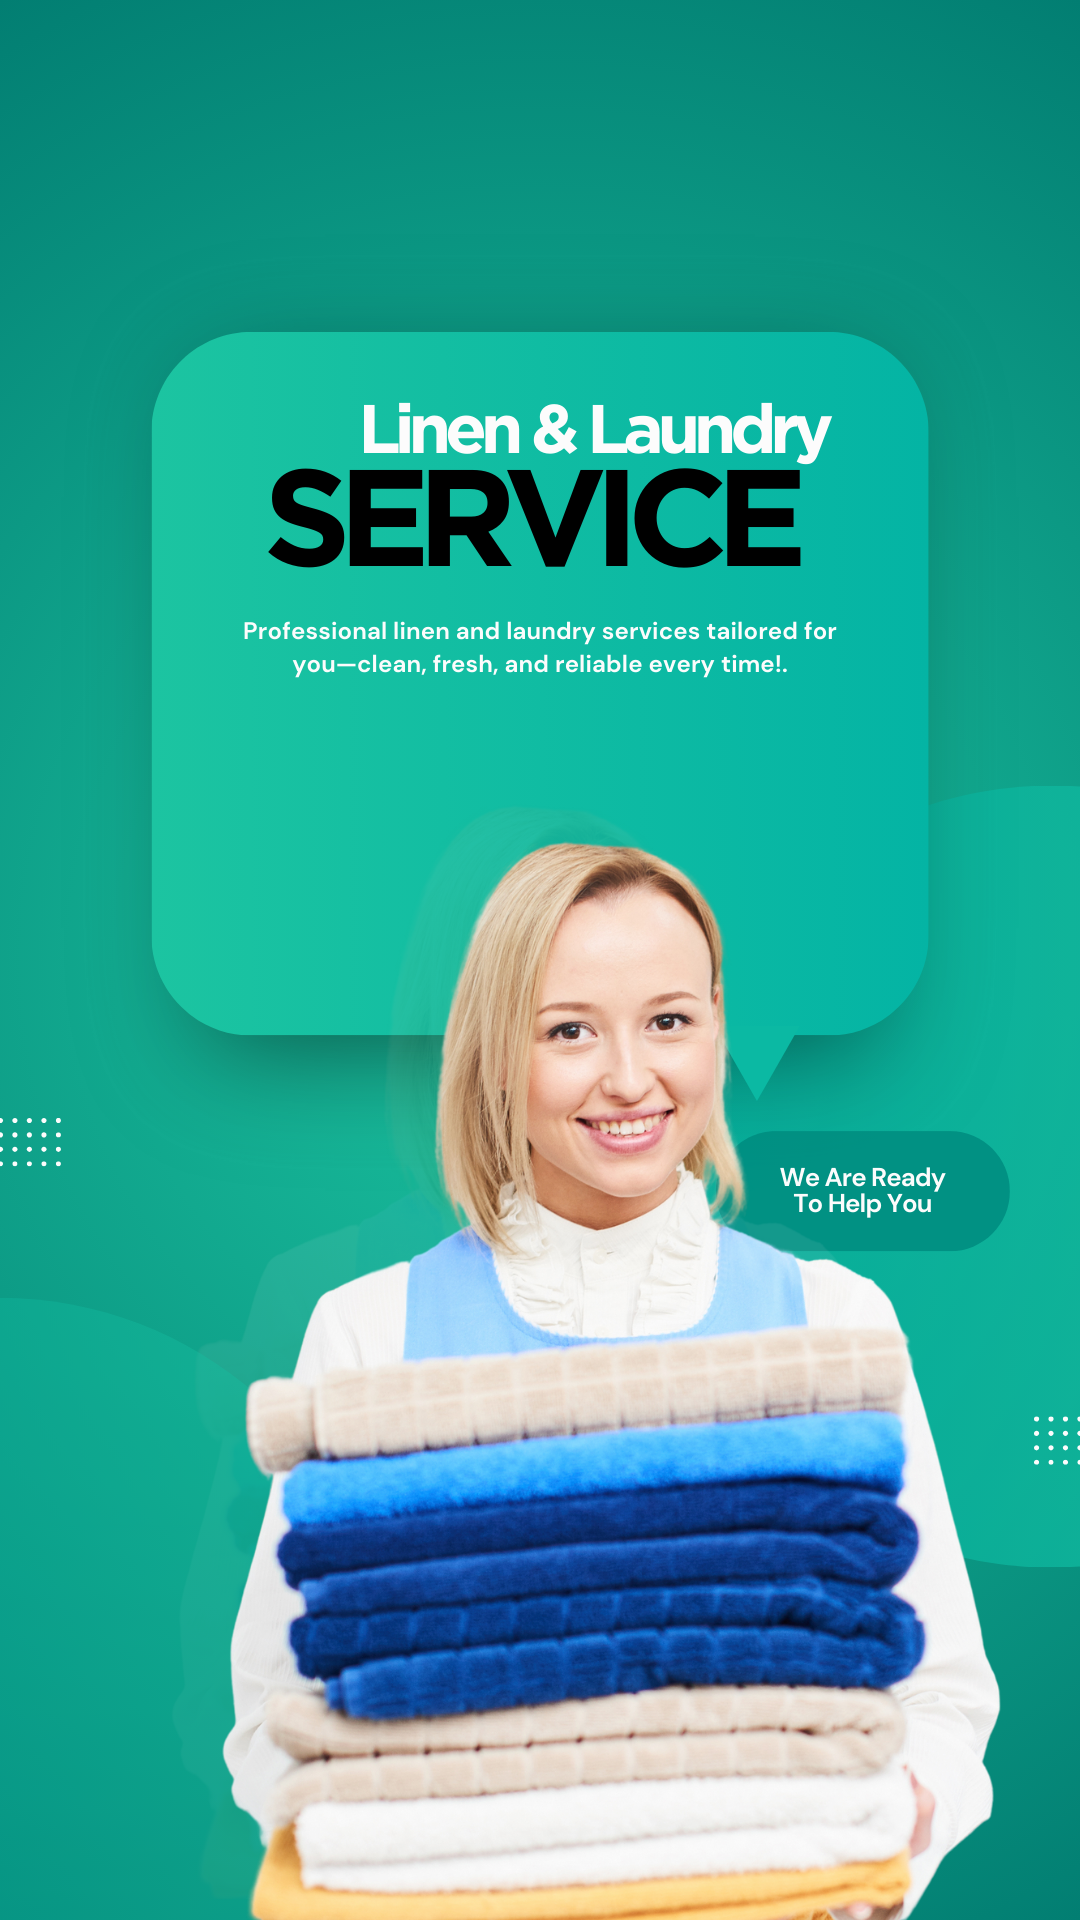 Linen & Laundry
SERVICE
Professional linen and laundry services tailored for
you—clean, fresh, and reliable every time!.
We Are Ready
To Help You